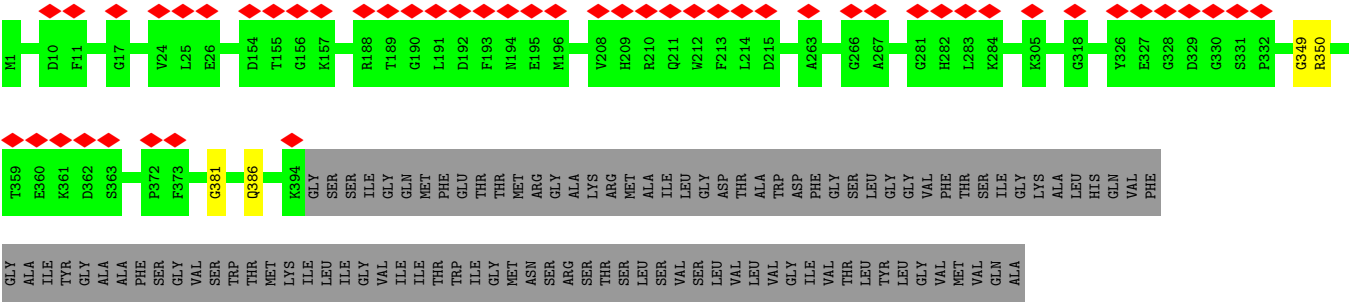 M1 D10 F11 G17 V24 L25 E26 D154 T155 G156 K157 R188 T189 G190 L191 D192 F193 N194 E195 M196 V208 H209 R210 Q211 W212 F213 L214 D215 A263 G266 A267 G281 H282 L283 K284 K305 G318 Y326 E327 G328 D329 G330 S331 P332 G349 R350
T359 E360 K361 D362 S363 P372 F373 G381 Q386 K394 GLY SER SER ILE GLY GLN MET PHE GLU THR THR MET ARG GLY ALA LYS ARG MET ALA ILE LEU GLY ASP THR ALA TRP ASP PHE GLY SER LEU GLY GLY VAL PHE THR SER ILE GLY LYS ALA LEU HIS GLN VAL PHE
GLY ALA ILE TYR GLY ALA ALA PHE SER GLY VAL SER TRP THR MET LYS ILE LEU ILE GLY VAL ILE ILE THR TRP ILE GLY MET ASN SER ARG SER THR SER LEU SER VAL SER LEU VAL LEU VAL GLY ILE VAL THR LEU TYR LEU GLY VAL MET VAL GLN ALA